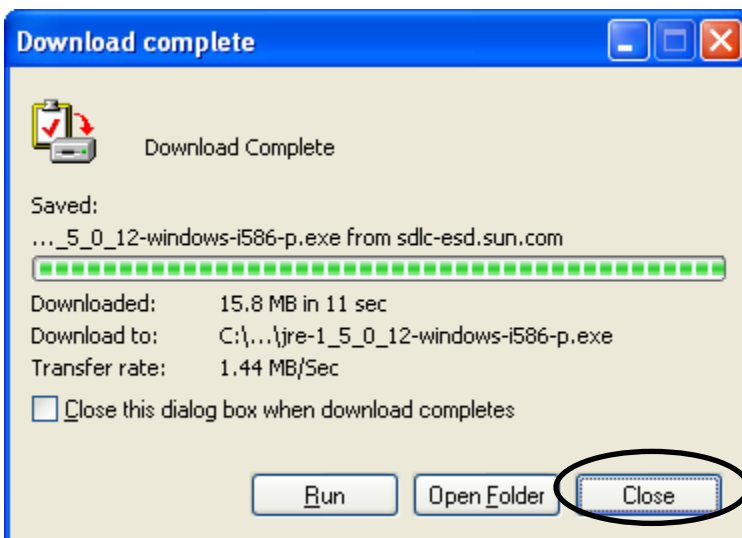 Download complete
Download Complete
Saved:
..._5_0_12-windows-i586-p.exe from sdlc-esd.sun.com
Downloaded: 15.8 MB in 11 sec
Download to: C:\...\jre-1_5_0_12-windows-i586-p.exe
Transfer rate: 1.44 MB/Sec
Close this dialog box when download completes
Run Open Folder Close